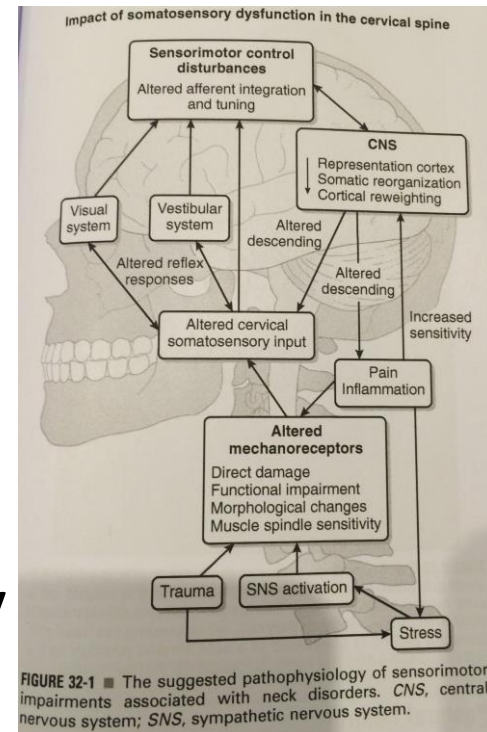 Impact of somatosensory dysfunction in the cervical spine
Sensorimotor control
disturbances
Altered afferent integration
and tuning
CNS
Representation cortex
Somatic reorganization
Cortical reweighting
Visual
system
Vestibular
system
Altered
descending
Altered reflex
responses
Altered
descending
Increased
sensitivity
Altered cervical
somatosensory input
Pain
Inflammation
Altered
mechanoreceptors
Direct damage
Functional impairment
Morphological changes
Muscle spindle sensitivity
Trauma
SNS activation
Stress
FIGURE 32-1 ■ The suggested pathophysiology of sensorimotor
impairments associated with neck disorders. CNS, central
nervous system; SNS, sympathetic nervous system.